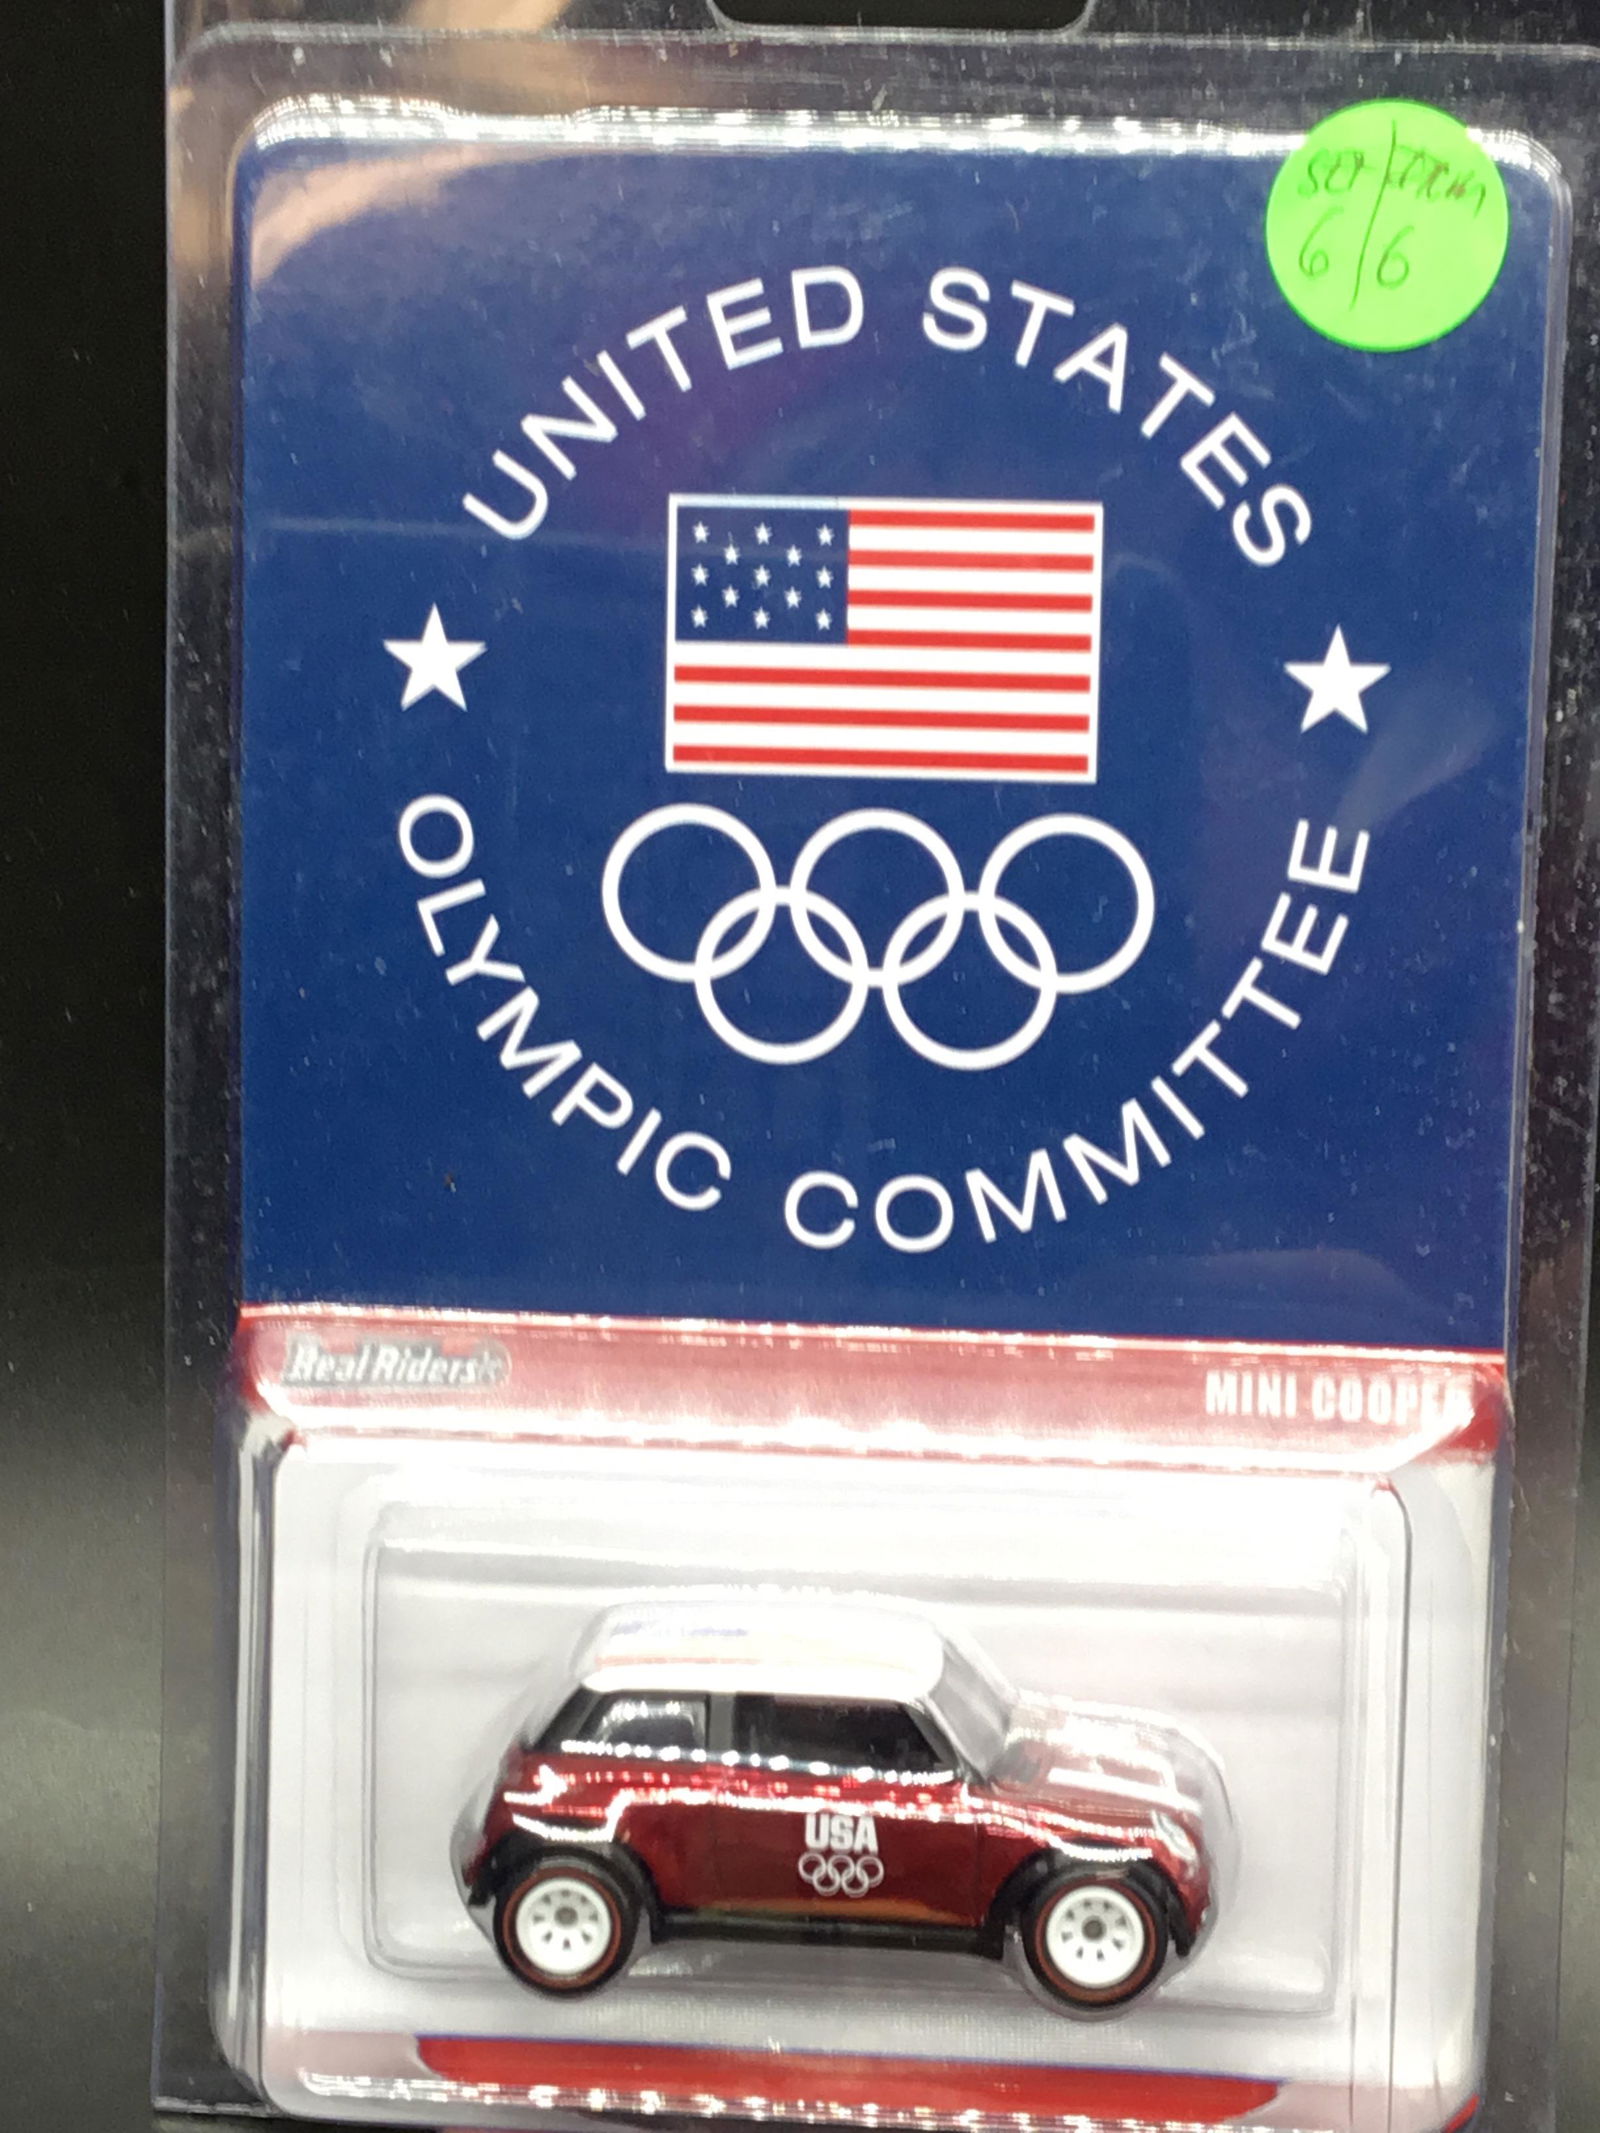 6/6
UNITED STATES
OLYMPIC COMMITTEE
Real Riders
MINI COOPER
USA